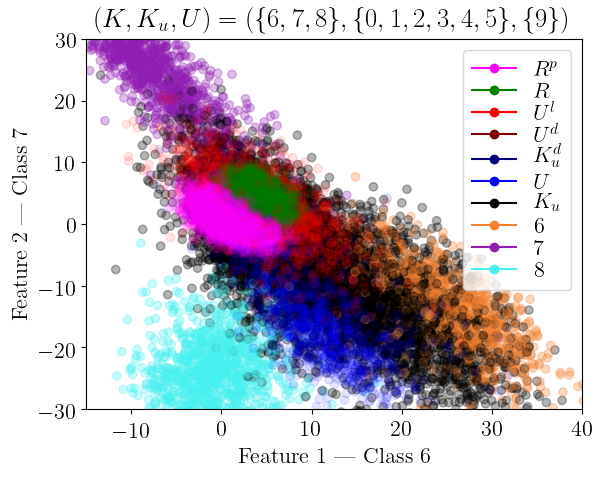 (K, K_u, U) = ({6, 7, 8}, {0, 1, 2, 3, 4, 5}, {9})
30
20
10
0
−10
−20
−30
Feature 2 — Class 7
R^p
R
U^l
U^d
K_u^d
U
K_u
6
7
8
−10
0
10
20
30
40
Feature 1 — Class 6